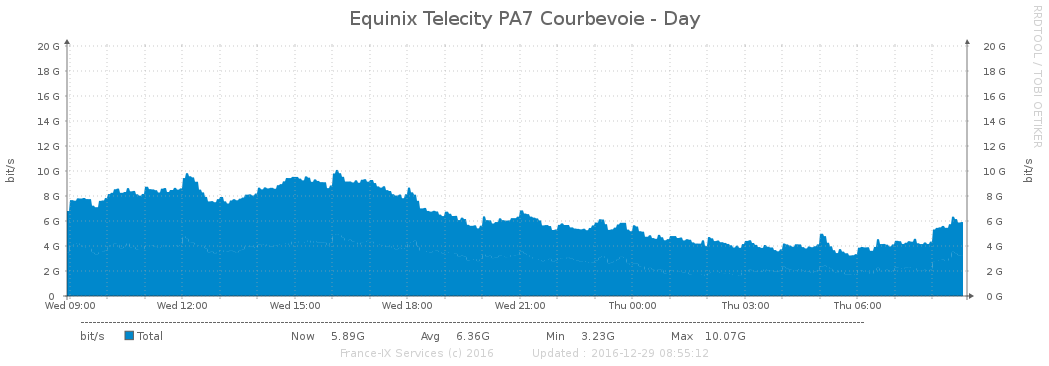 Equinix Telecity PA7 Courbevoie - Day
RRDTOOL / TOBI OETIKER
bit/s
bit/s
20 G 20 G
18 G 18 G
16 G 16 G
14 G 14 G
12 G 12 G
10 G 10 G
8 G 8 G
6 G 6 G
4 G 4 G
2 G 2 G
0 0 G
Wed 09:00 Wed 12:00 Wed 15:00 Wed 18:00 Wed 21:00 Thu 00:00 Thu 03:00 Thu 06:00
bit/s Total Now 5.89G Avg 6.36G Min 3.23G Max 10.07G
France-IX Services (c) 2016 Updated : 2016-12-29 08:55:12